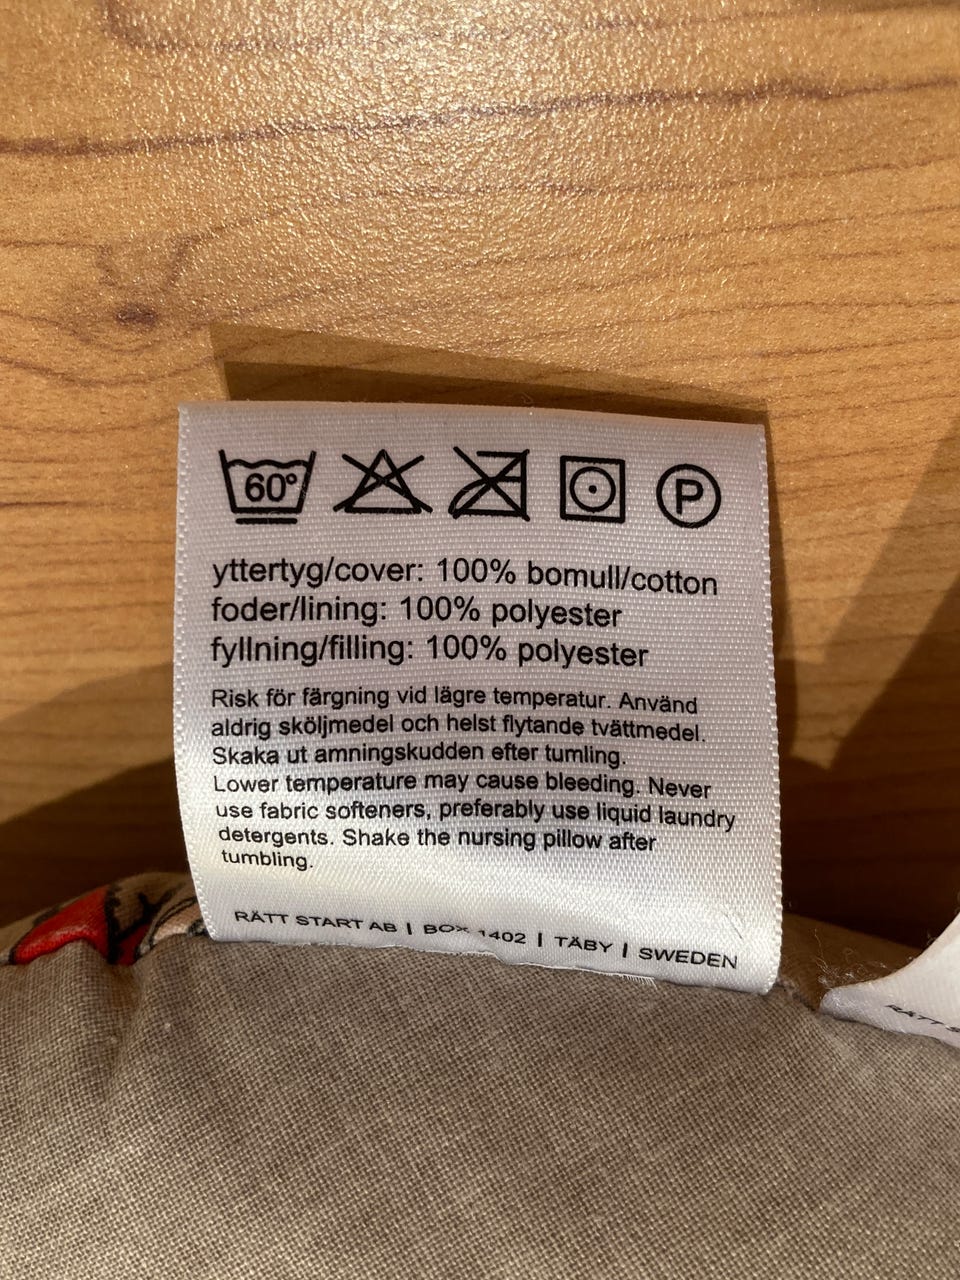 60°
P
yttertyg/cover: 100% bomull/cotton
foder/lining: 100% polyester
fyllning/filling: 100% polyester
Risk för färgning vid lägre temperatur. Använd
aldrig sköljmedel och helst flytande tvättmedel.
Skaka ut amningskudden efter tumling.
Lower temperature may cause bleeding. Never
use fabric softeners, preferably use liquid laundry
detergents. Shake the nursing pillow after
tumbling.
RÄTT START AB | BOX 1402 | TÄBY | SWEDEN
RÄTT S